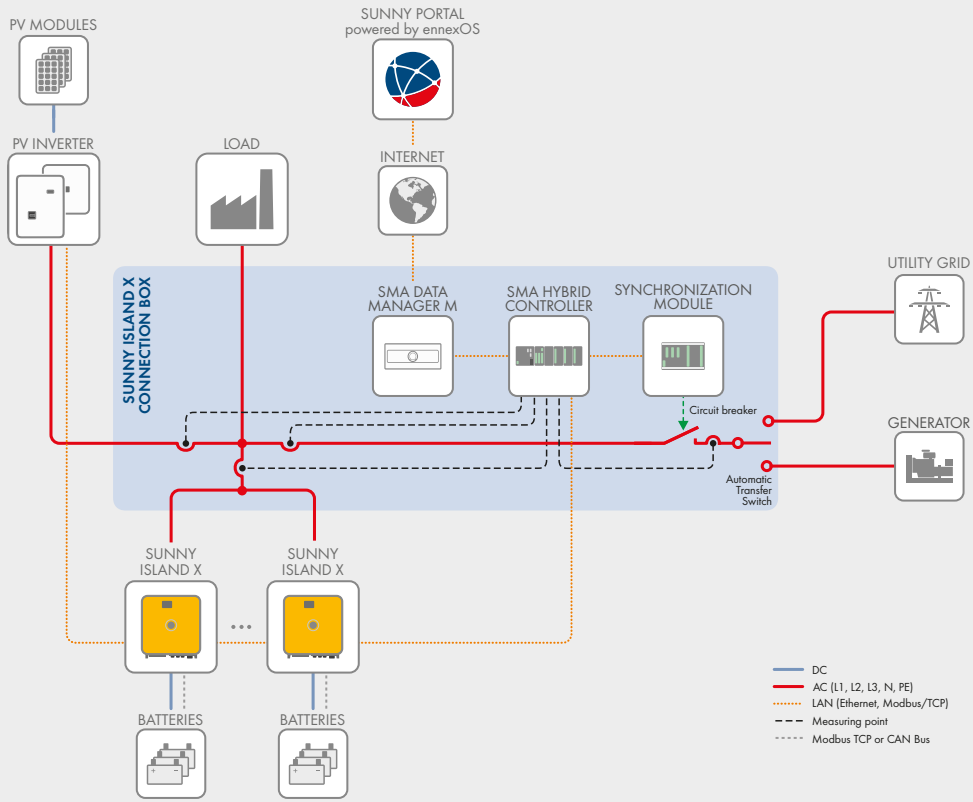 SUNNY PORTAL
powered by ennexOS
PV MODULES
PV INVERTER
LOAD
INTERNET
UTILITY GRID
SUNNY ISLAND X
CONNECTION BOX
SMA DATA
MANAGER M
SMA HYBRID
CONTROLLER
SYNCHRONIZATION
MODULE
Circuit breaker
GENERATOR
Automatic
Transfer
Switch
SUNNY
ISLAND X
SUNNY
ISLAND X
BATTERIES
BATTERIES
DC
AC (L1, L2, L3, N, PE)
LAN (Ethernet, Modbus/TCP)
Measuring point
Modbus TCP or CAN Bus